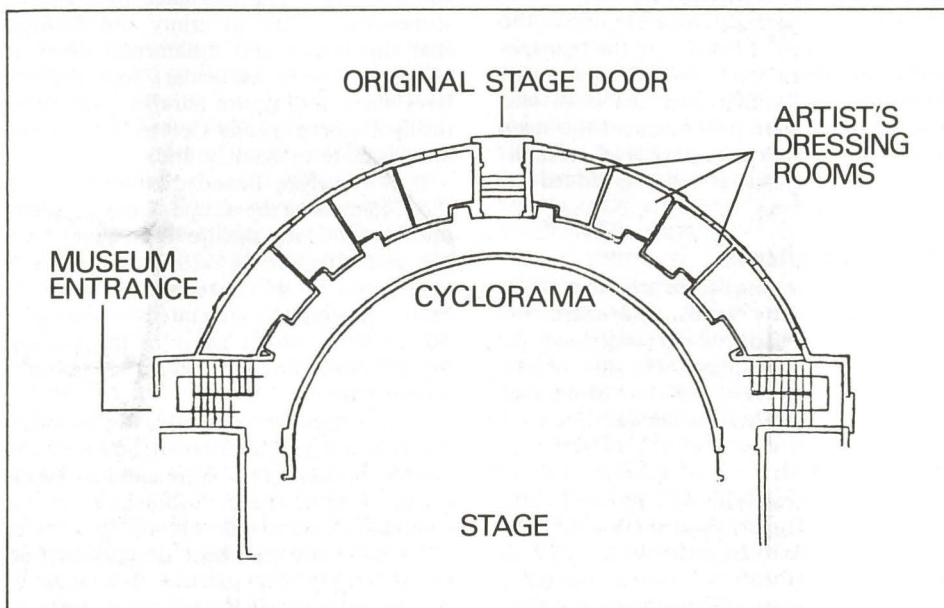 ORIGINAL STAGE DOOR
ARTIST'S
DRESSING
ROOMS
MUSEUM
ENTRANCE
CYCLORAMA
STAGE